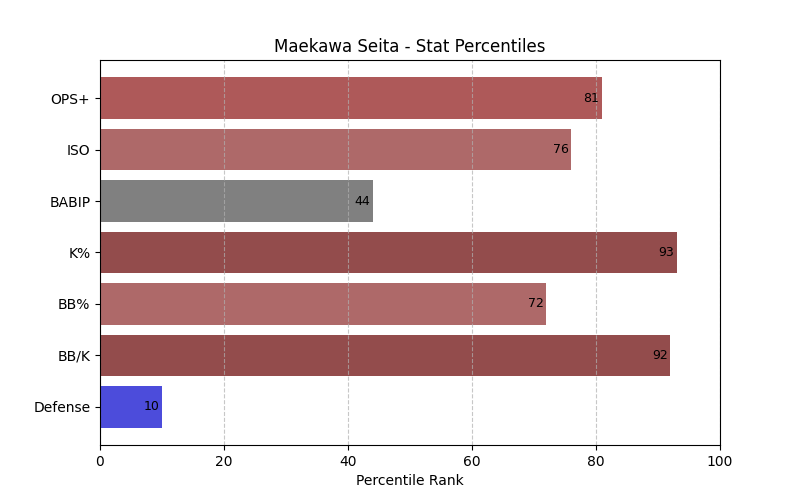 Maekawa Seita - Stat Percentiles
OPS+ 81
ISO 76
BABIP 44
K% 93
BB% 72
BB/K 92
Defense 10
0 20 40 60 80 100
Percentile Rank